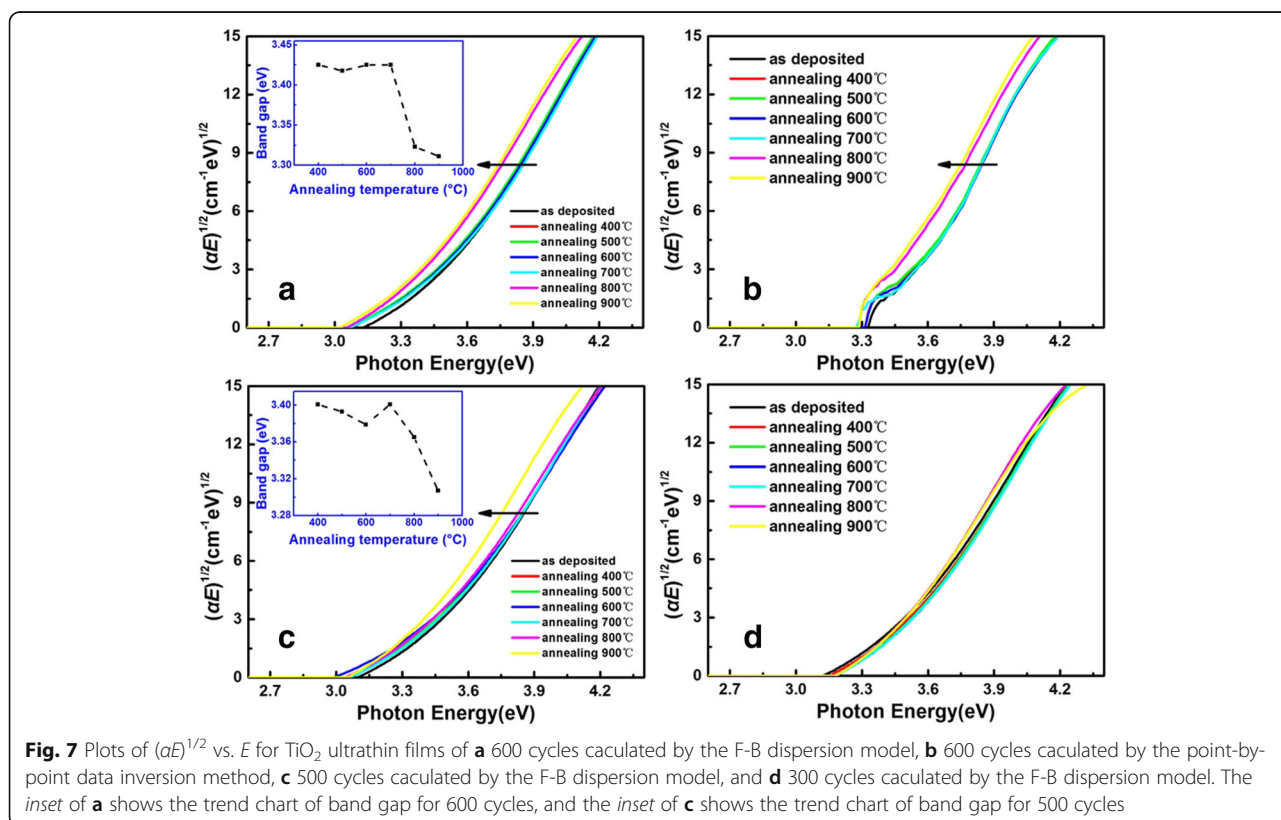 15
12
9
6
3
0
(αE)^1/2(cm^-1eV)^1/2
2.7 3.0 3.3 3.6 3.9 4.2
Photon Energy(eV)
3.45
3.40
3.35
3.30
Band gap (eV)
400 600 800 1000
Annealing temperature (°C)
as deposited
annealing 400℃
annealing 500℃
annealing 600℃
annealing 700℃
annealing 800℃
annealing 900℃
a
15
12
9
6
3
0
(αE)^1/2(cm^-1eV)^1/2
2.7 3.0 3.3 3.6 3.9 4.2
Photon Energy(eV)
as deposited
annealing 400℃
annealing 500℃
annealing 600℃
annealing 700℃
annealing 800℃
annealing 900℃
b
15
12
9
6
3
0
(αE)^1/2(cm^-1eV)^1/2
2.7 3.0 3.3 3.6 3.9 4.2
Photon Energy(eV)
3.40
3.36
3.32
3.28
Band gap (eV)
400 600 800 1000
Annealing temperature (°C)
as deposited
annealing 400℃
annealing 500℃
annealing 600℃
annealing 700℃
annealing 800℃
annealing 900℃
c
15
12
9
6
3
0
(αE)^1/2(cm^-1eV)^1/2
2.7 3.0 3.3 3.6 3.9 4.2
Photon Energy(eV)
as deposited
annealing 400℃
annealing 500℃
annealing 600℃
annealing 700℃
annealing 800℃
annealing 900℃
d
Fig. 7 Plots of (αE)^1/2 vs. E for TiO₂ ultrathin films of a 600 cycles caculated by the F-B dispersion model, b 600 cycles caculated by the point-by-
point data inversion method, c 500 cycles caculated by the F-B dispersion model, and d 300 cycles caculated by the F-B dispersion model. The
inset of a shows the trend chart of band gap for 600 cycles, and the inset of c shows the trend chart of band gap for 500 cycles